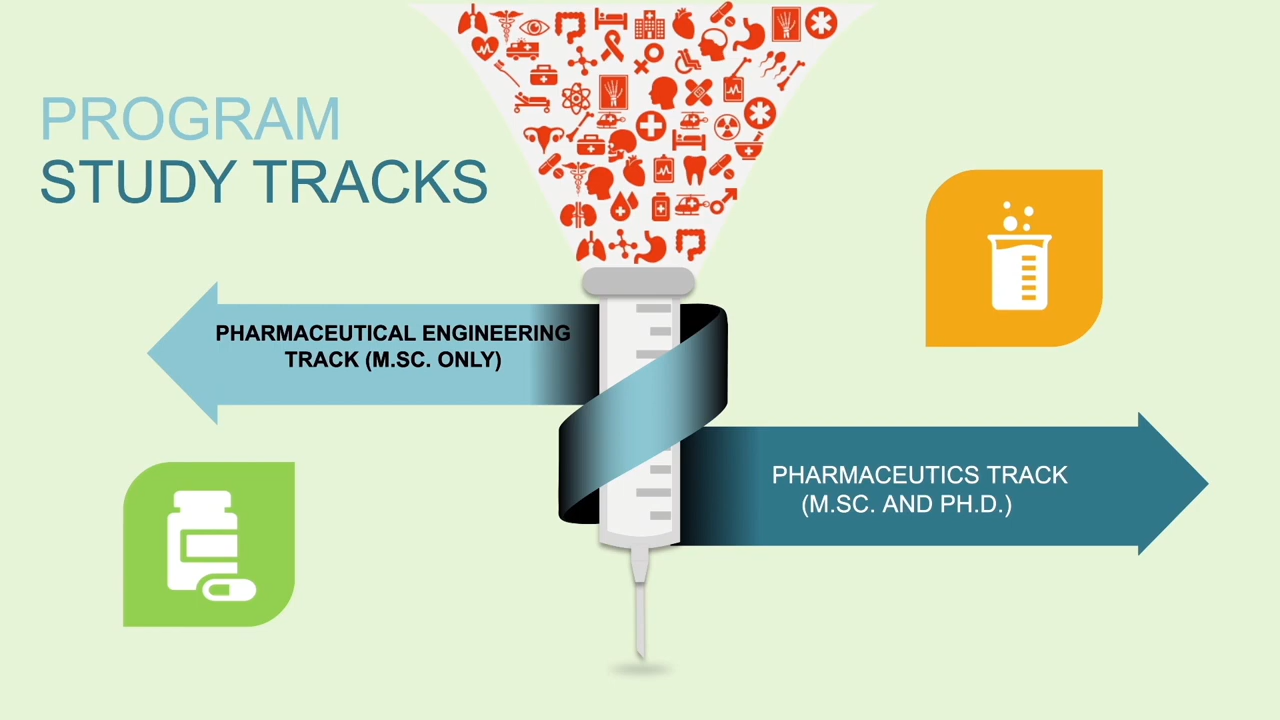 PROGRAM
STUDY TRACKS
PHARMACEUTICAL ENGINEERING
TRACK (M.SC. ONLY)
PHARMACEUTICS TRACK
(M.SC. AND PH.D.)